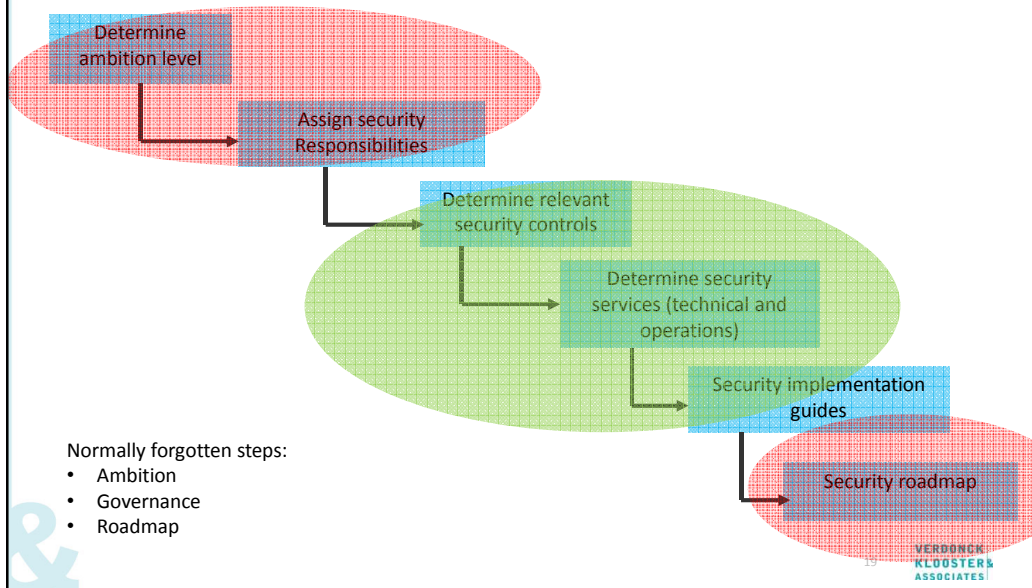 Determine
ambition level
Assign security
Responsibilities
Determine relevant
security controls
Determine security
services (technical and
operations)
Security implementation
guides
Security roadmap
Normally forgotten steps:
• Ambition
• Governance
• Roadmap
&
19
VERDONCK
KLOOSTER&
ASSOCIATES